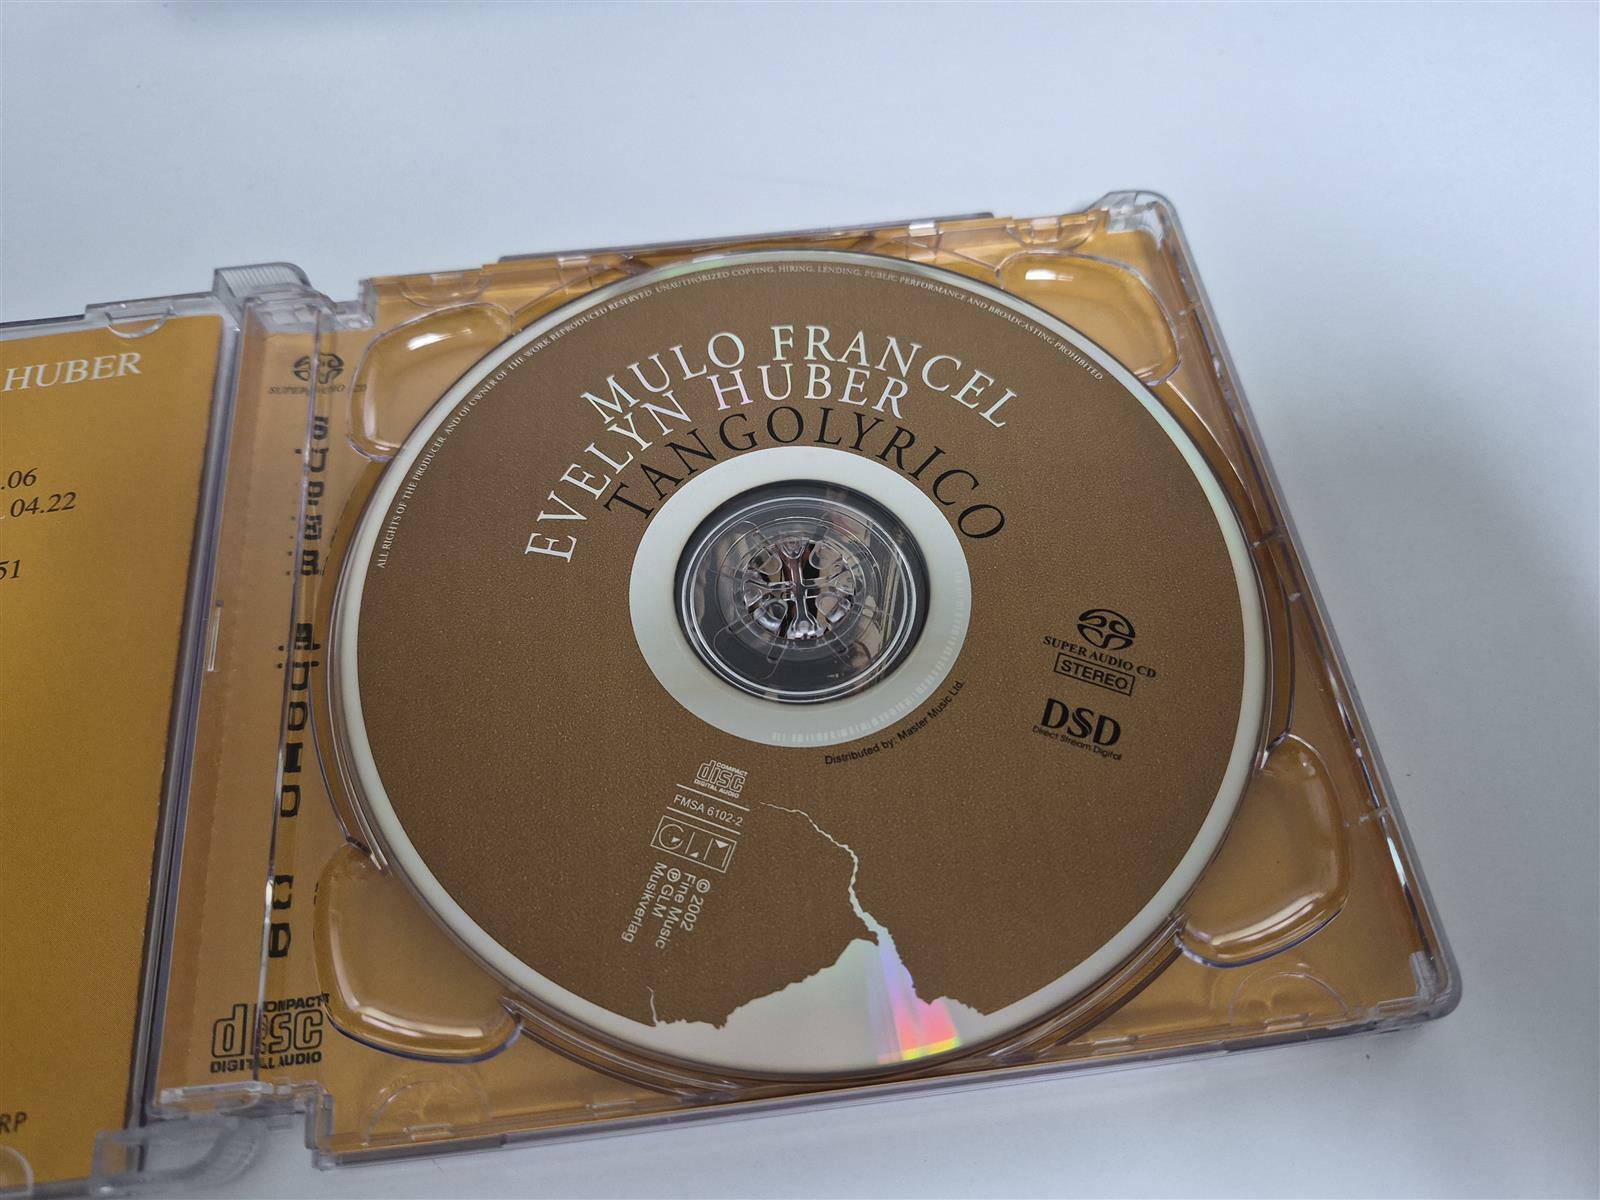 HUBER
.06
04.22
51
RP
SUPER AUDIO CD
COMPACT
disc
DIGITAL AUDIO
ALL RIGHTS OF THE PRODUCER AND OF OWNER OF THE WORK REPRODUCED RESERVED UNAUTHORIZED COPYING, HIRING, LENDING, PUBLIC PERFORMANCE AND BROADCASTING PROHIBITED
MULO FRANCEL
EVELYN HUBER
TANGOLYRICO
SUPER AUDIO CD
STEREO
DSD
Direct Stream Digital
Distributed by: Master Music Ltd.
COMPACT
disc
DIGITAL AUDIO
FMSA 6102-2
GLM
© 2002
Fine Music
℗ GLM
Musikverlag